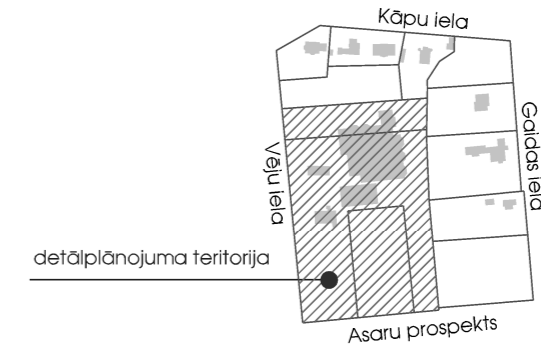 Kāpu iela
Gaidas iela
Vēju iela
detālplānojuma teritorija
Asaru prospekts